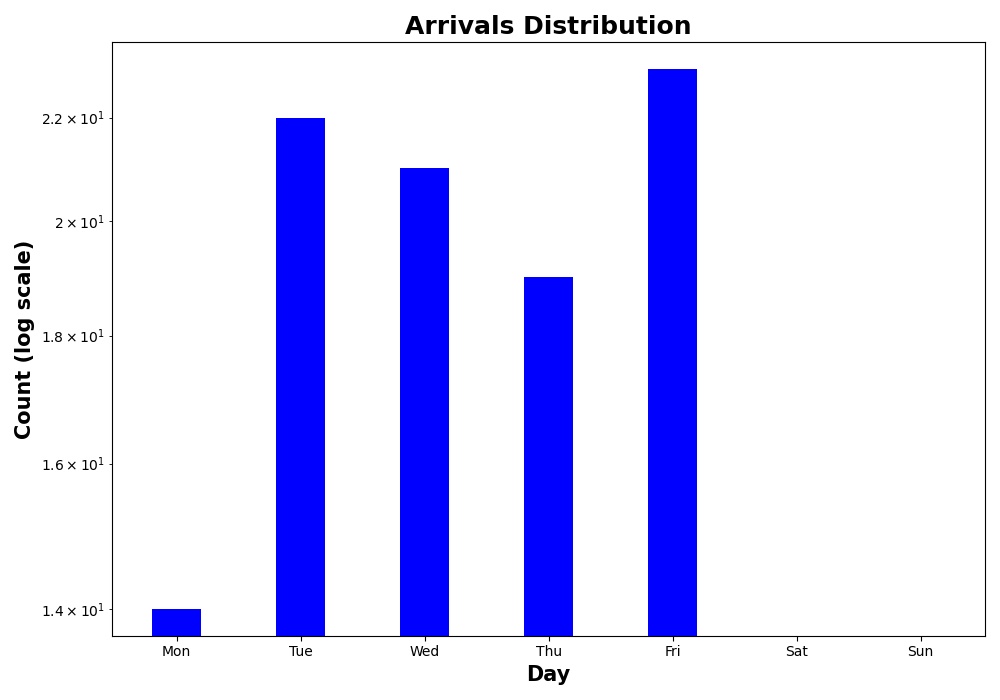 Arrivals Distribution
Count (log scale)
2.2 × 10¹
2 × 10¹
1.8 × 10¹
1.6 × 10¹
1.4 × 10¹
Mon Tue Wed Thu Fri Sat Sun
Day